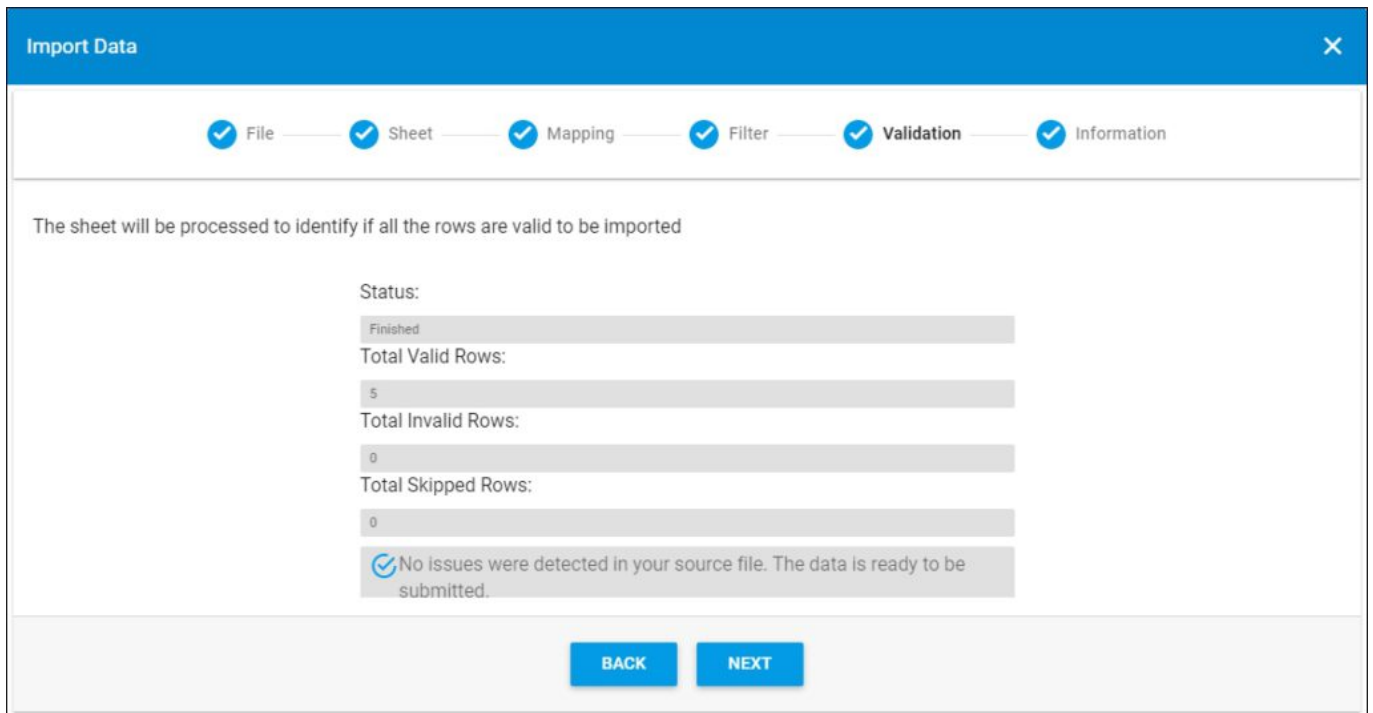 Import Data
File Sheet Mapping Filter Validation Information
The sheet will be processed to identify if all the rows are valid to be imported
Status:
Finished
Total Valid Rows:
5
Total Invalid Rows:
0
Total Skipped Rows:
0
No issues were detected in your source file. The data is ready to be
submitted.
BACK NEXT